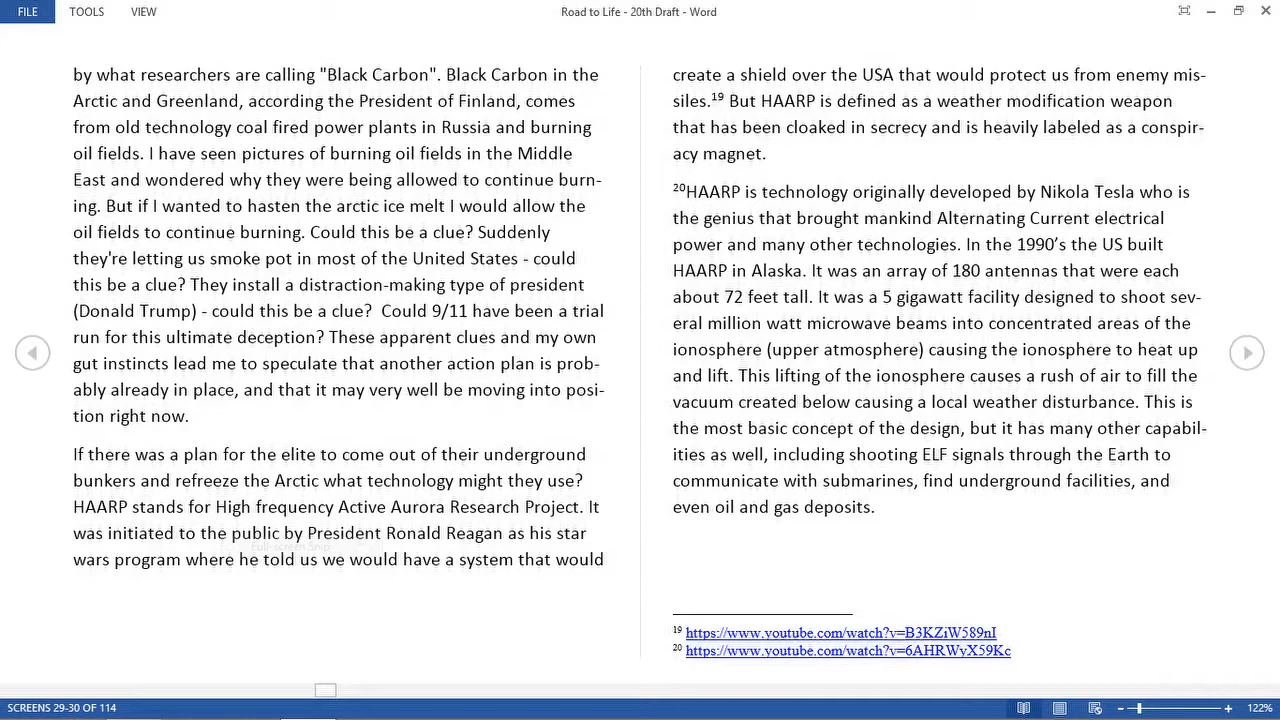 FILE TOOLS VIEW Road to Life - 20th Draft - Word
by what researchers are calling "Black Carbon". Black Carbon in the
Arctic and Greenland, according the President of Finland, comes
from old technology coal fired power plants in Russia and burning
oil fields. I have seen pictures of burning oil fields in the Middle
East and wondered why they were being allowed to continue burn-
ing. But if I wanted to hasten the arctic ice melt I would allow the
oil fields to continue burning. Could this be a clue? Suddenly
they're letting us smoke pot in most of the United States - could
this be a clue? They install a distraction-making type of president
(Donald Trump) - could this be a clue?  Could 9/11 have been a trial
run for this ultimate deception? These apparent clues and my own
gut instincts lead me to speculate that another action plan is prob-
ably already in place, and that it may very well be moving into posi-
tion right now.
If there was a plan for the elite to come out of their underground
bunkers and refreeze the Arctic what technology might they use?
HAARP stands for High frequency Active Aurora Research Project. It
was initiated to the public by President Ronald Reagan as his star
Full-screen Snip
wars program where he told us we would have a system that would
create a shield over the USA that would protect us from enemy mis-
siles.19 But HAARP is defined as a weather modification weapon
that has been cloaked in secrecy and is heavily labeled as a conspir-
acy magnet.
20HAARP is technology originally developed by Nikola Tesla who is
the genius that brought mankind Alternating Current electrical
power and many other technologies. In the 1990’s the US built
HAARP in Alaska. It was an array of 180 antennas that were each
about 72 feet tall. It was a 5 gigawatt facility designed to shoot sev-
eral million watt microwave beams into concentrated areas of the
ionosphere (upper atmosphere) causing the ionosphere to heat up
and lift. This lifting of the ionosphere causes a rush of air to fill the
vacuum created below causing a local weather disturbance. This is
the most basic concept of the design, but it has many other capabil-
ities as well, including shooting ELF signals through the Earth to
communicate with submarines, find underground facilities, and
even oil and gas deposits.
19 https://www.youtube.com/watch?v=B3KZiW589nI
20 https://www.youtube.com/watch?v=6AHRWyX59Kc
SCREENS 29-30 OF 114 122%